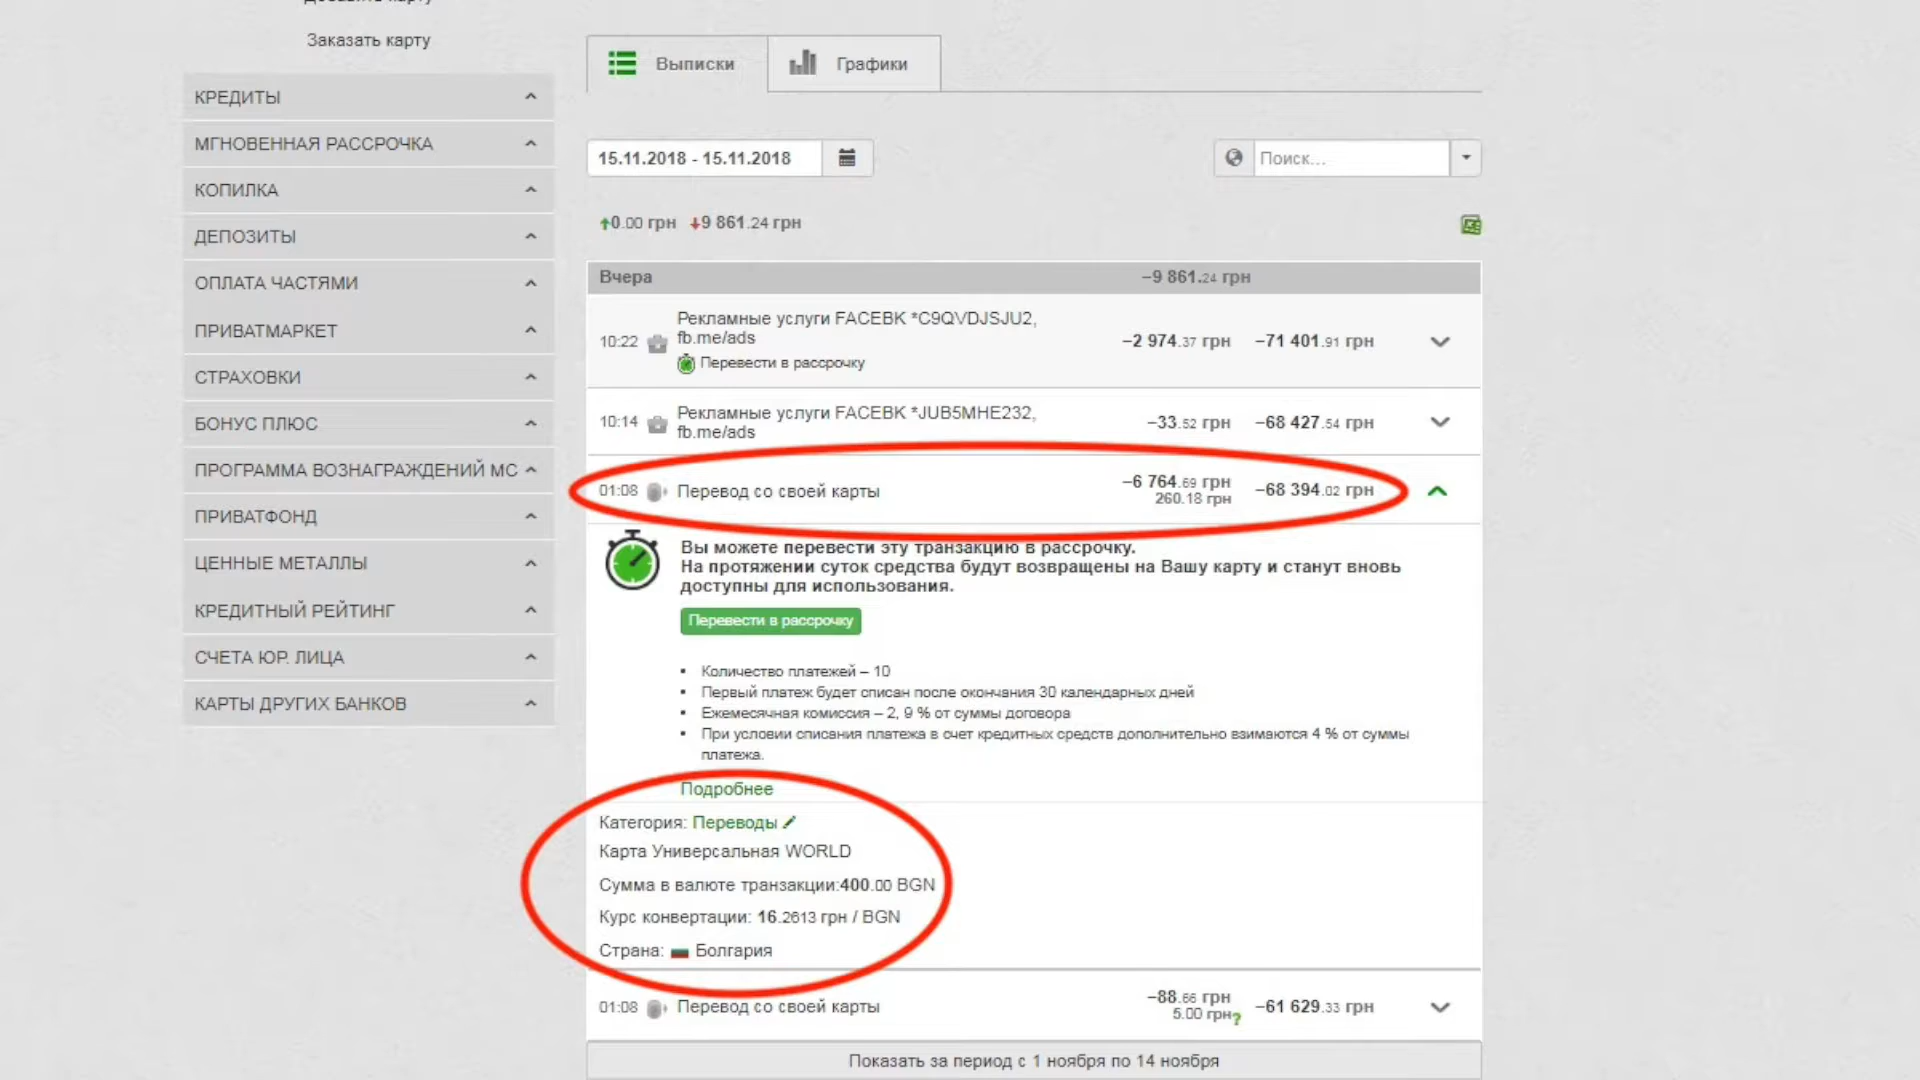 Добавить карту
Заказать карту
КРЕДИТЫ
МГНОВЕННАЯ РАССРОЧКА
КОПИЛКА
ДЕПОЗИТЫ
ОПЛАТА ЧАСТЯМИ
ПРИВАТМАРКЕТ
СТРАХОВКИ
БОНУС ПЛЮС
ПРОГРАММА ВОЗНАГРАЖДЕНИЙ МС
ПРИВАТФОНД
ЦЕННЫЕ МЕТАЛЛЫ
КРЕДИТНЫЙ РЕЙТИНГ
СЧЕТА ЮР. ЛИЦА
КАРТЫ ДРУГИХ БАНКОВ
Выписки Графики
15.11.2018 - 15.11.2018 Поиск...
0.00 грн 9 861.24 грн
Вчера −9 861.24 грн
Рекламные услуги FACEBK *C9QVDJSJU2,
10:22 fb.me/ads −2 974.37 грн −71 401.91 грн
Перевести в рассрочку
Рекламные услуги FACEBK *JUB5MHE232,
10:14 fb.me/ads −33.52 грн −68 427.54 грн
01:08 Перевод со своей карты −6 764.69 грн −68 394.02 грн
260.18 грн
Вы можете перевести эту транзакцию в рассрочку.
На протяжении суток средства будут возвращены на Вашу карту и станут вновь
доступны для использования.
Перевести в рассрочку
• Количество платежей – 10
• Первый платеж будет списан после окончания 30 календарных дней
• Ежемесячная комиссия – 2, 9 % от суммы договора
• При условии списания платежа в счет кредитных средств дополнительно взимаются 4 % от суммы
платежа.
Подробнее
Категория: Переводы
Карта Универсальная WORLD
Сумма в валюте транзакции:400.00 BGN
Курс конвертации: 16.2613 грн / BGN
Страна: Болгария
01:08 Перевод со своей карты −88.66 грн −61 629.33 грн
5.00 грн?
Показать за период с 1 ноября по 14 ноября